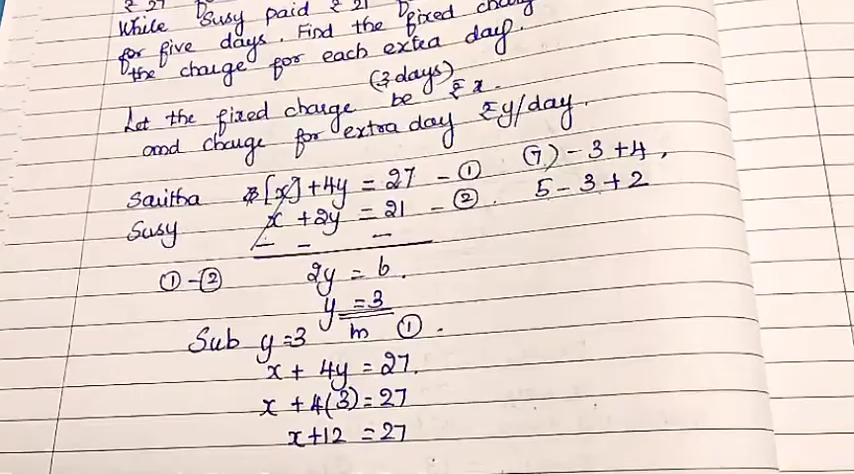 ₹ 27
While Susy paid ₹ 21
for five days. Find the fixed
the charge for each extra day.
(3 days)
Let the fixed charge be ₹ x.
and charge for extra day ₹y/day.
Saritha [x] + 4y = 27 - ① (7) - 3 + 4,
Susy x + 2y = 21 - ②. 5 - 3 + 2
- - -
① - ② 2y = 6.
y = 3
Sub y = 3 in ①.
x + 4y = 27.
x + 4(3) = 27
x + 12 = 27